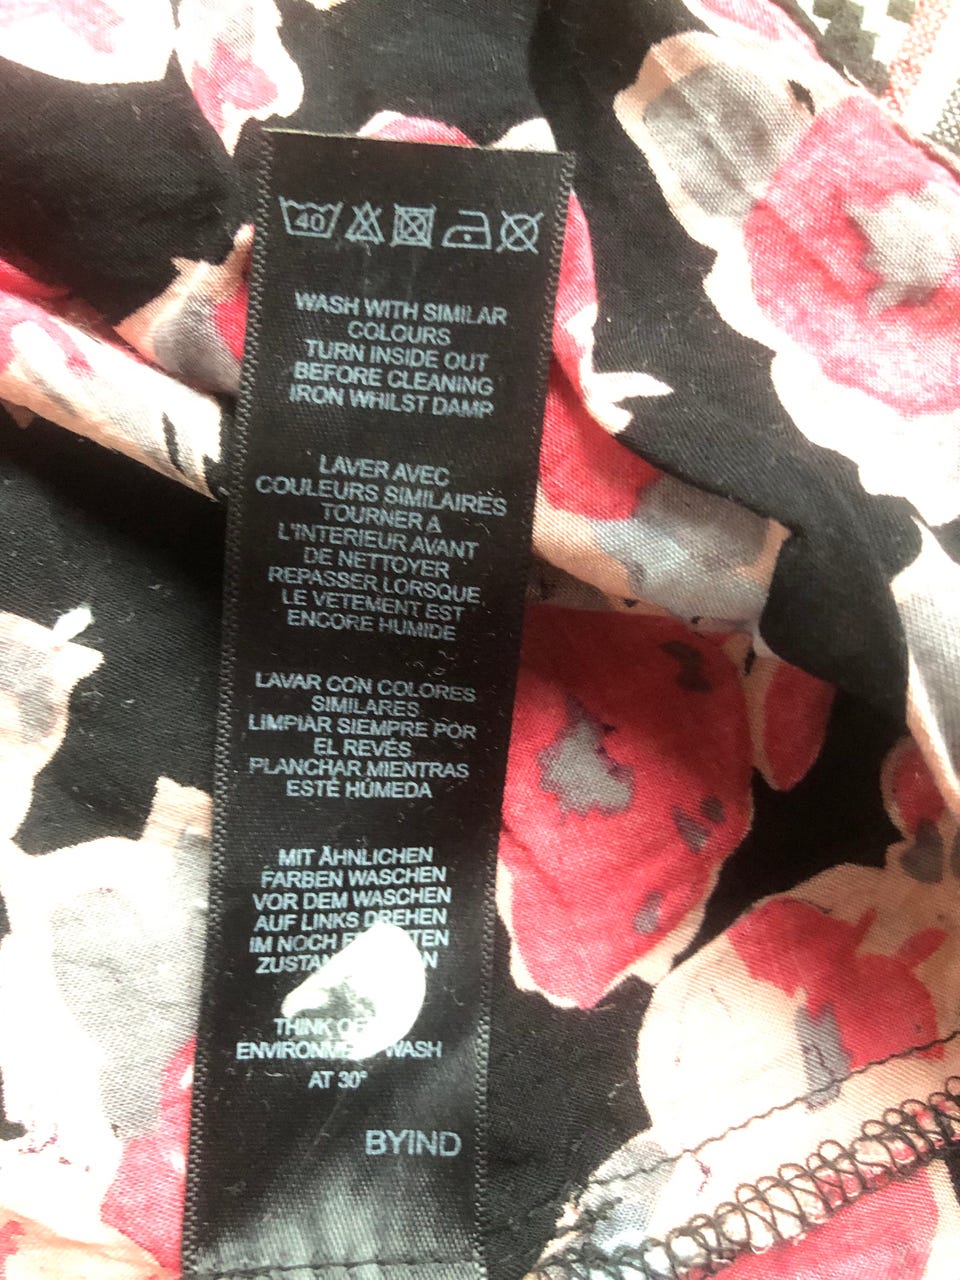 40
WASH WITH SIMILAR
COLOURS
TURN INSIDE OUT
BEFORE CLEANING
IRON WHILST DAMP
LAVER AVEC
COULEURS SIMILAIRES
TOURNER A
L'INTERIEUR AVANT
DE NETTOYER
REPASSER LORSQUE
LE VETEMENT EST
ENCORE HUMIDE
LAVAR CON COLORES
SIMILARES
LIMPIAR SIEMPRE POR
EL REVÉS
PLANCHAR MIENTRAS
ESTÉ HÚMEDA
MIT ÄHNLICHEN
FARBEN WASCHEN
VOR DEM WASCHEN
AUF LINKS DREHEN
IM NOCH
THINK
WASH
AT 30°
BYIND